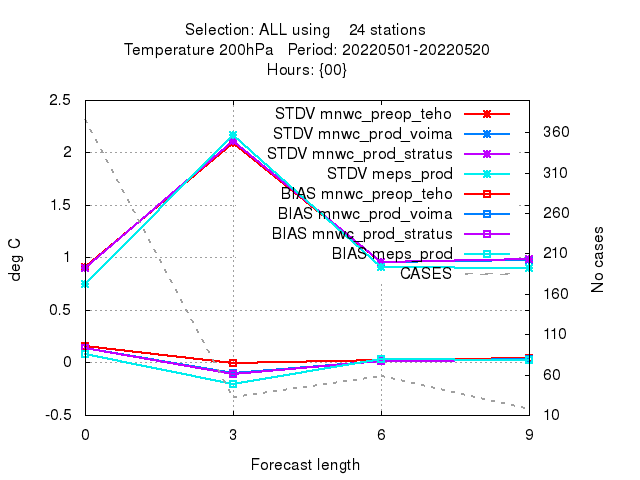 Selection: ALL using    24 stations
Temperature 200hPa   Period: 20220501-20220520
Hours: {00}
2.5
2
1.5
1
0.5
0
-0.5
deg C
STDV mnwc_preop_teho
STDV mnwc_prod_voima
STDV mnwc_prod_stratus
STDV meps_prod
BIAS mnwc_preop_teho
BIAS mnwc_prod_voima
BIAS mnwc_prod_stratus
BIAS meps_prod
CASES
360
310
260
210
160
110
60
10
No cases
0 3 6 9
Forecast length